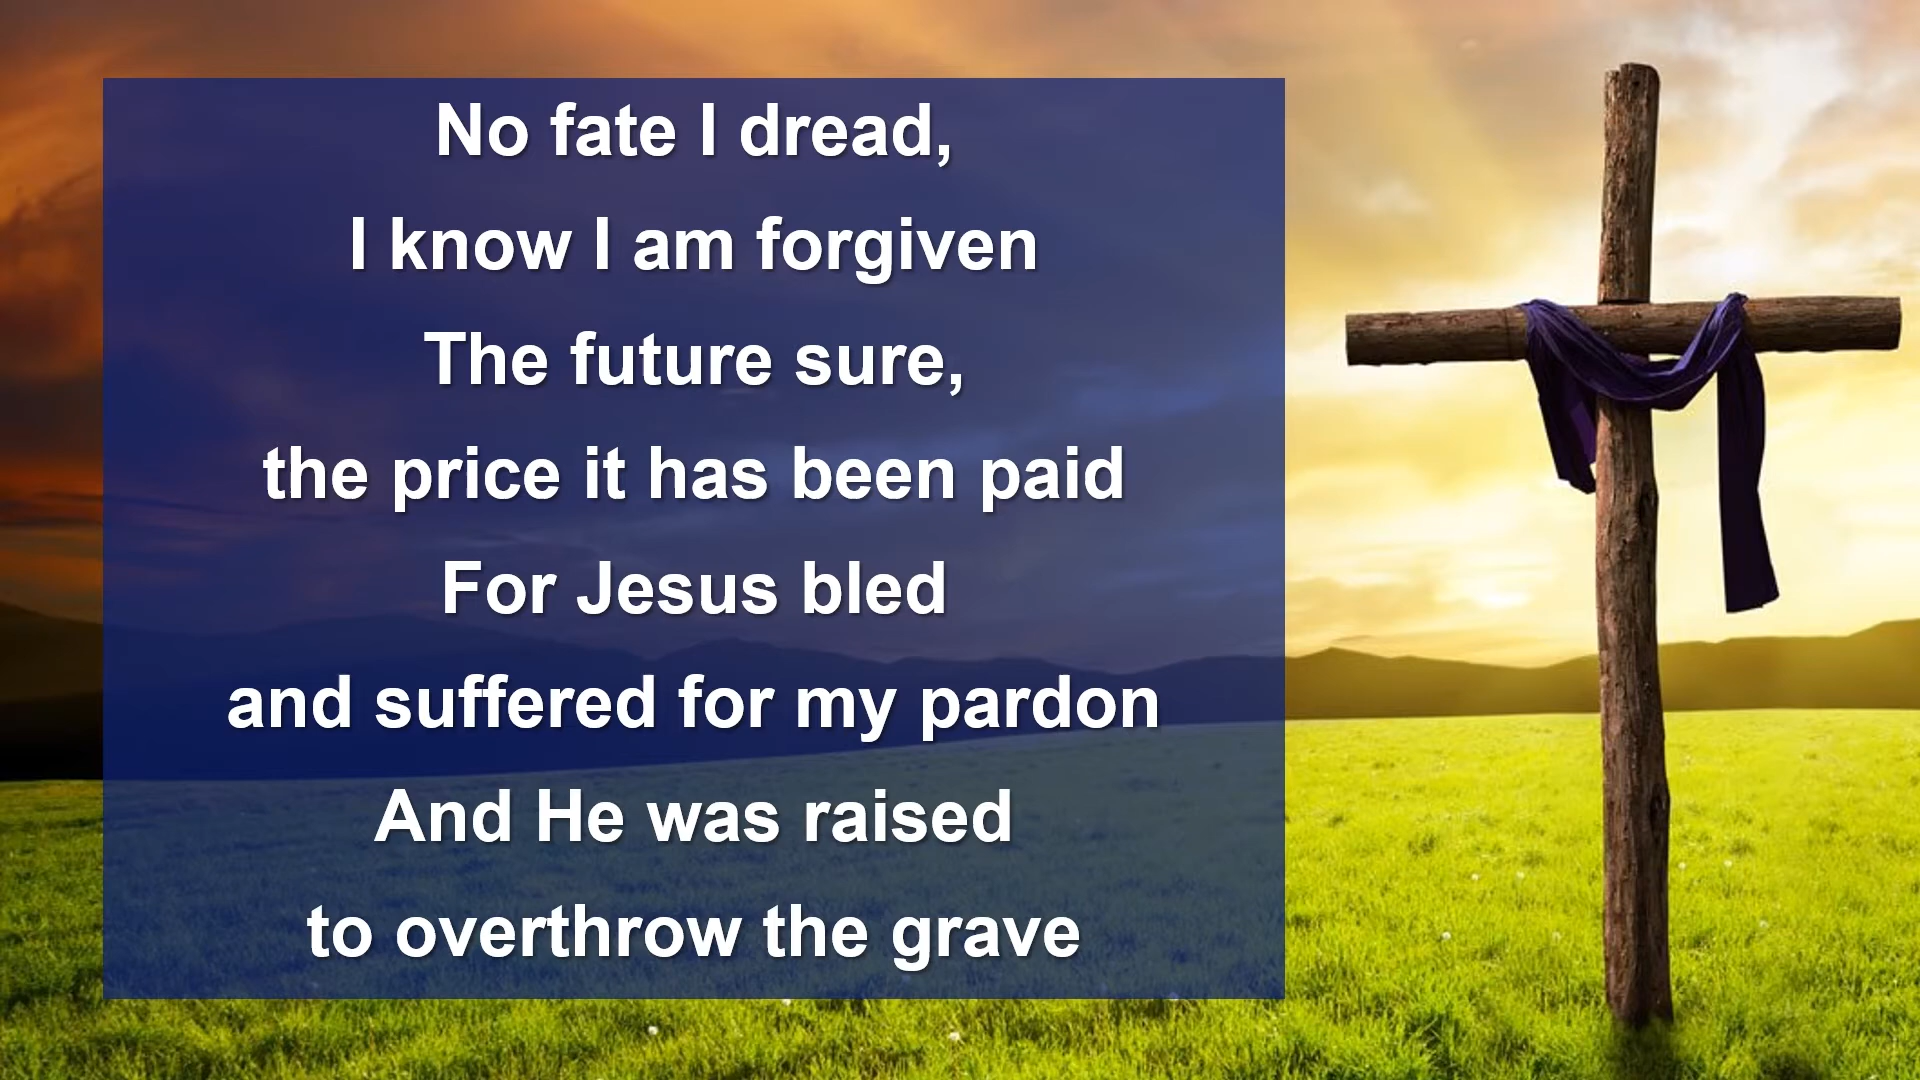 No fate I dread,
I know I am forgiven
The future sure,
the price it has been paid
For Jesus bled
and suffered for my pardon
And He was raised
to overthrow the grave